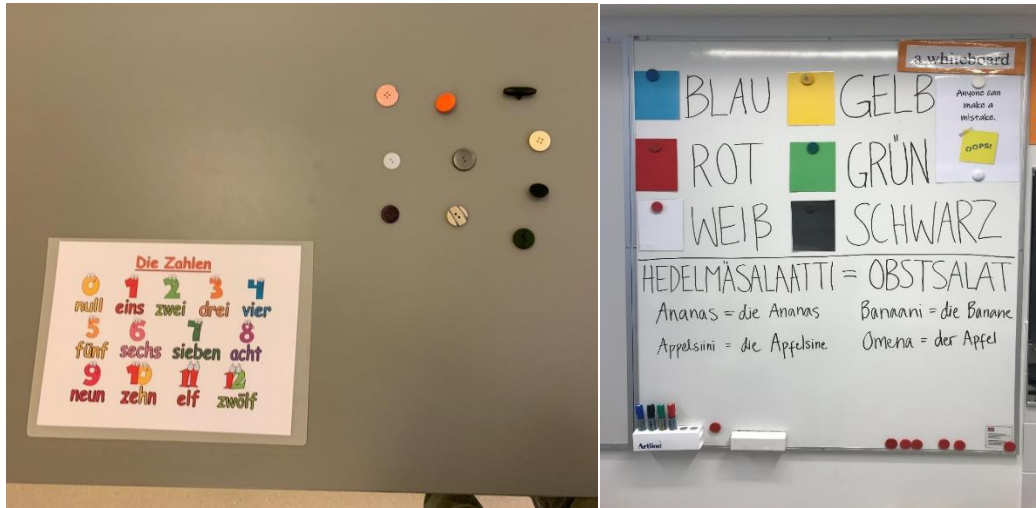 Die Zahlen
0 1 2 3 4
null eins zwei drei vier
5 6 7 8
fünf sechs sieben acht
9 10 11 12
neun zehn elf zwölf
a whiteboard
BLAU GELB
Anyone can
make a
mistake.
OOPS!
ROT GRÜN
WEIß SCHWARZ
HEDELMÄSALAATTI = OBSTSALAT
Ananas = die Ananas Banaani = die Banane
Appelsiini = die Apfelsine Omena = der Apfel
Artline